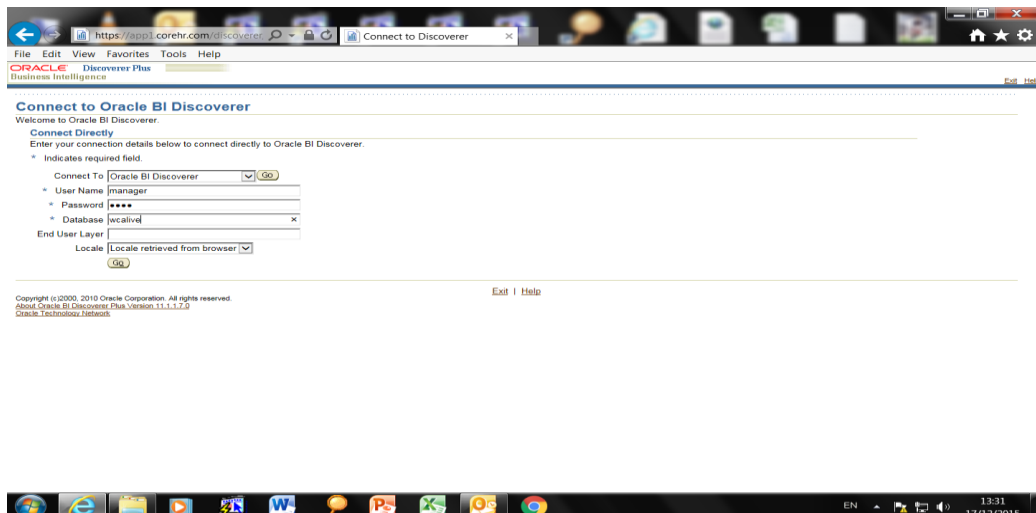 https://app1.corehr.com/discoverer
Connect to Discoverer
File Edit View Favorites Tools Help
ORACLE Discoverer Plus
Business Intelligence
Exit Hel
Connect to Oracle BI Discoverer
Welcome to Oracle BI Discoverer.
Connect Directly
Enter your connection details below to connect directly to Oracle BI Discoverer.
* Indicates required field.
Connect To Oracle BI Discoverer Go
* User Name manager
* Password ••••
* Database wcalive
End User Layer
Locale Locale retrieved from browser
Go
Exit | Help
Copyright (c)2000, 2010 Oracle Corporation. All rights reserved.
About Oracle BI Discoverer Plus Version 11.1.1.7.0
Oracle Technology Network
EN 13:31
17/12/2015